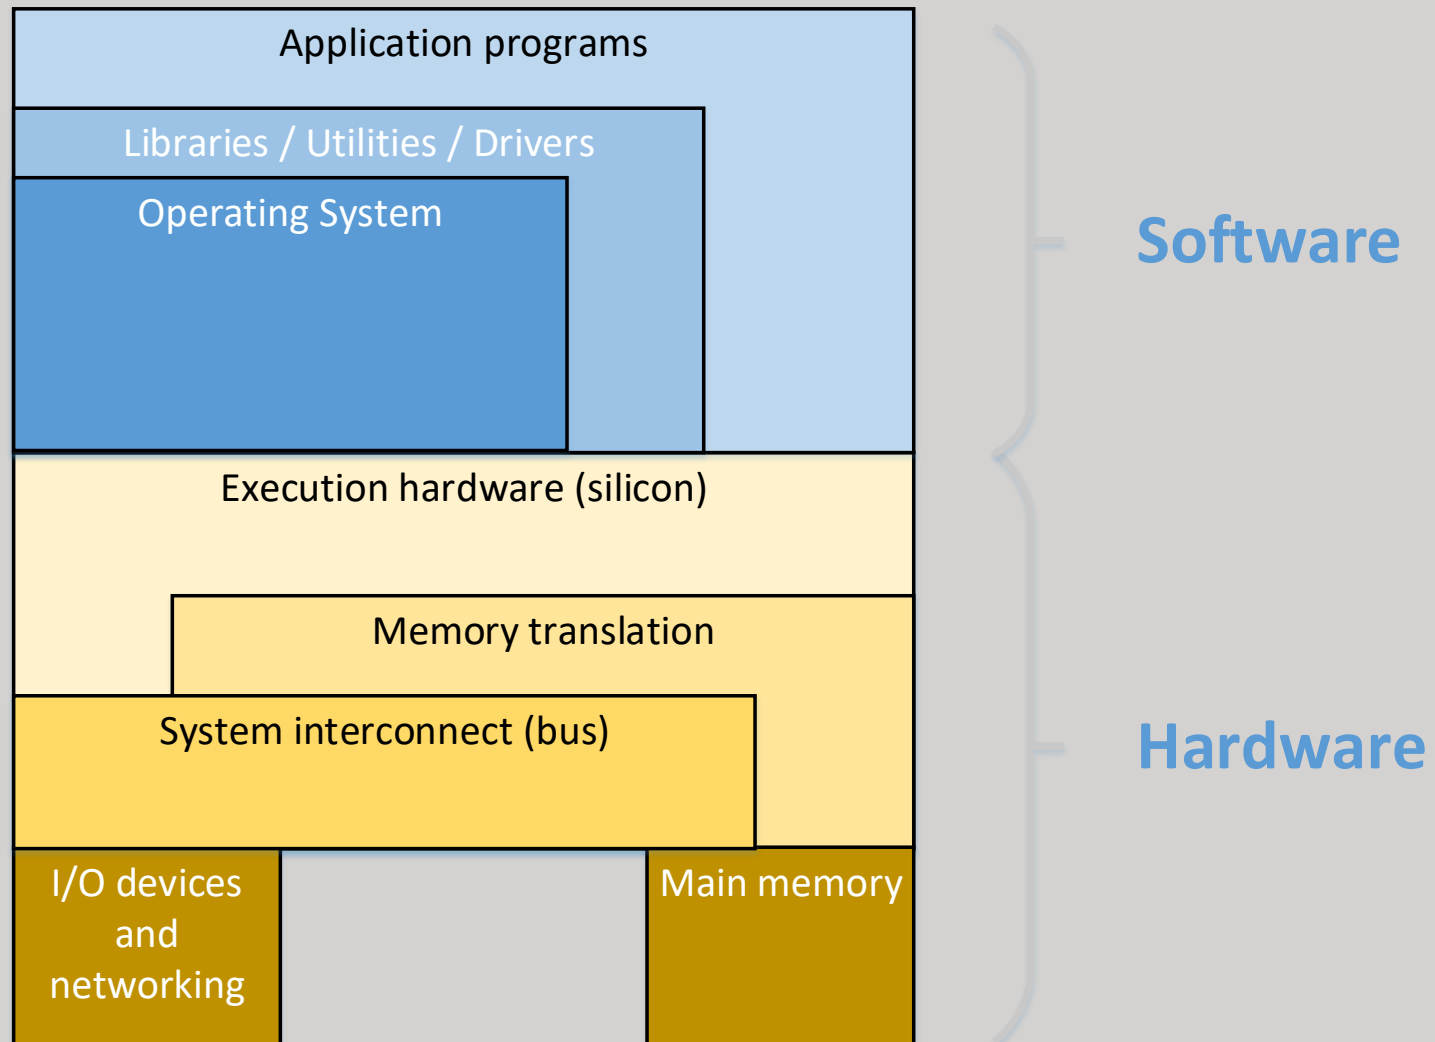 Application programs
Libraries / Utilities / Drivers
Operating System
Software
Execution hardware (silicon)
Memory translation
System interconnect (bus)
Hardware
I/O devices
and
networking
Main memory